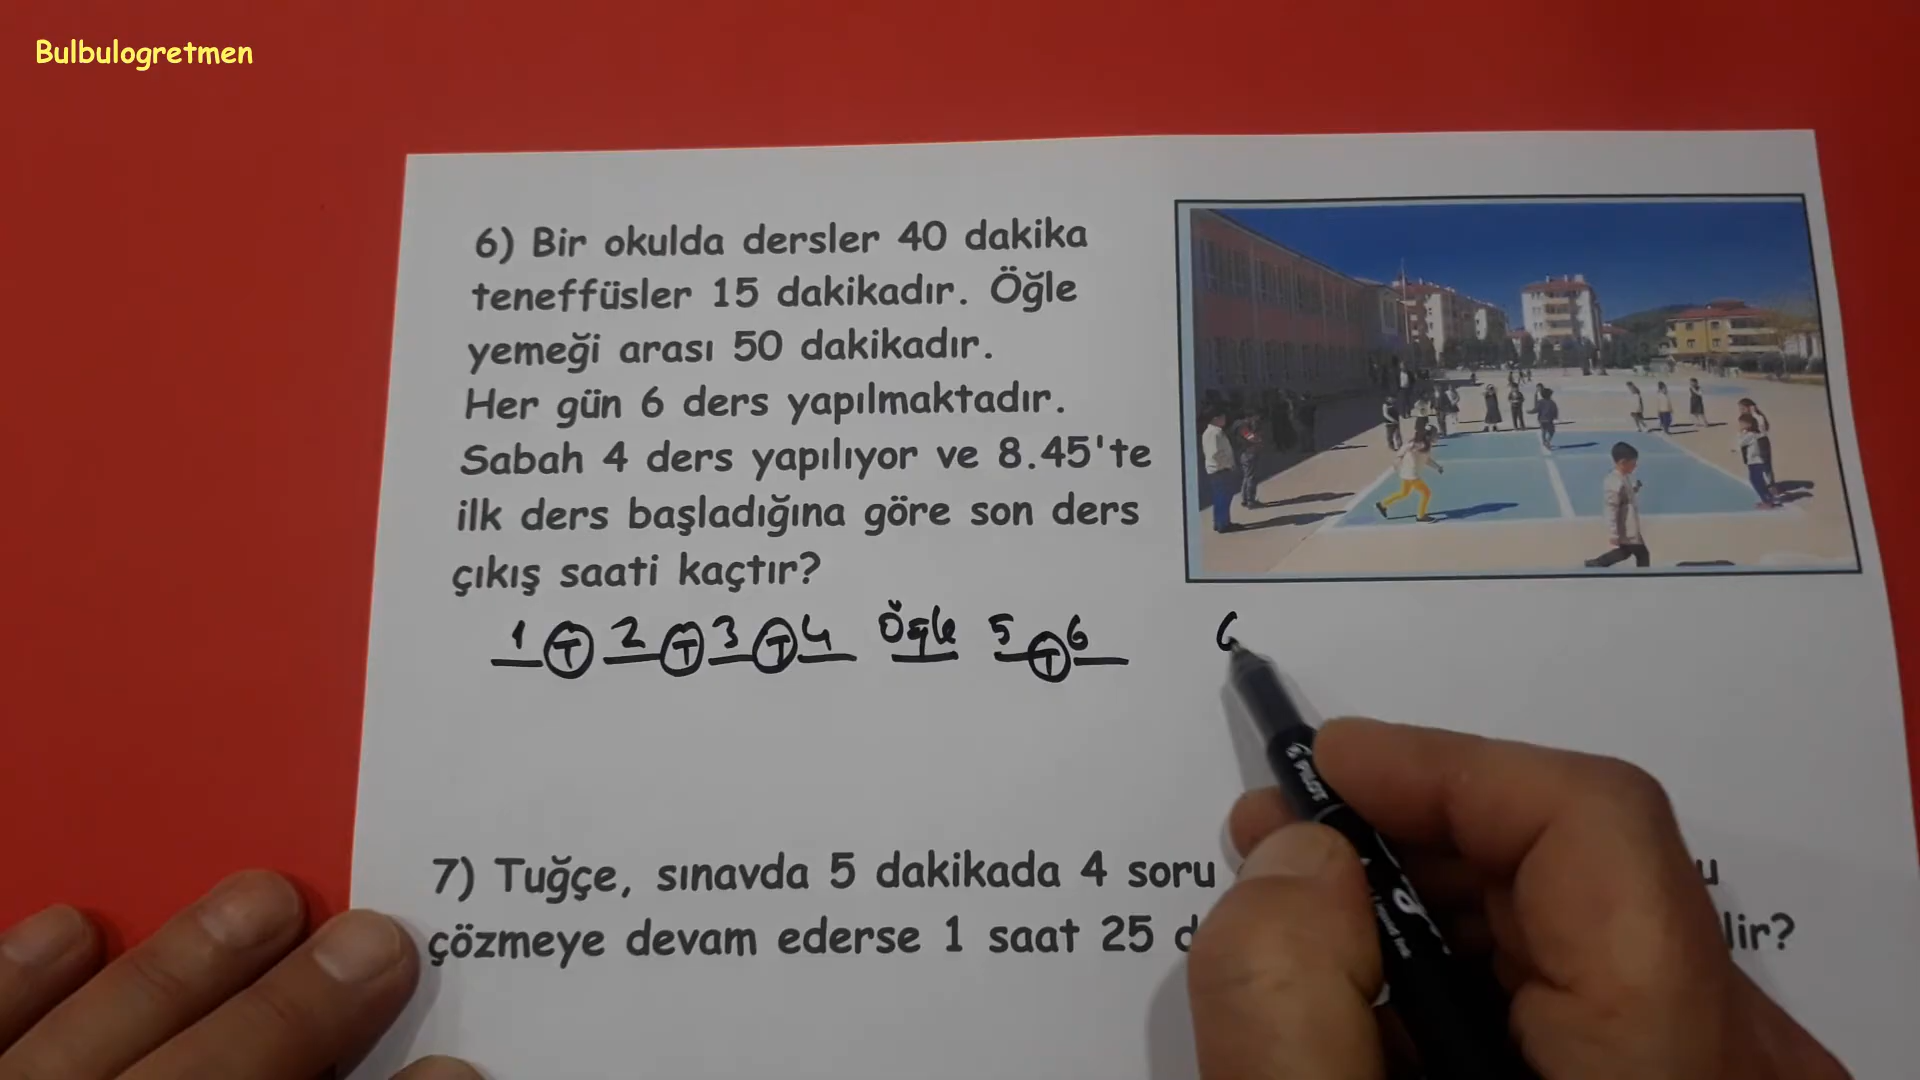 Bulbulogretmen
6) Bir okulda dersler 40 dakika
teneffüsler 15 dakikadır. Öğle
yemeği arası 50 dakikadır.
Her gün 6 ders yapılmaktadır.
Sabah 4 ders yapılıyor ve 8.45'te
ilk ders başladığına göre son ders
çıkış saati kaçtır?
1 T 2 T 3 T 4 Öğle 5 T 6
7) Tuğçe, sınavda 5 dakikada 4 soru
çözmeye devam ederse 1 saat 25
PILOT